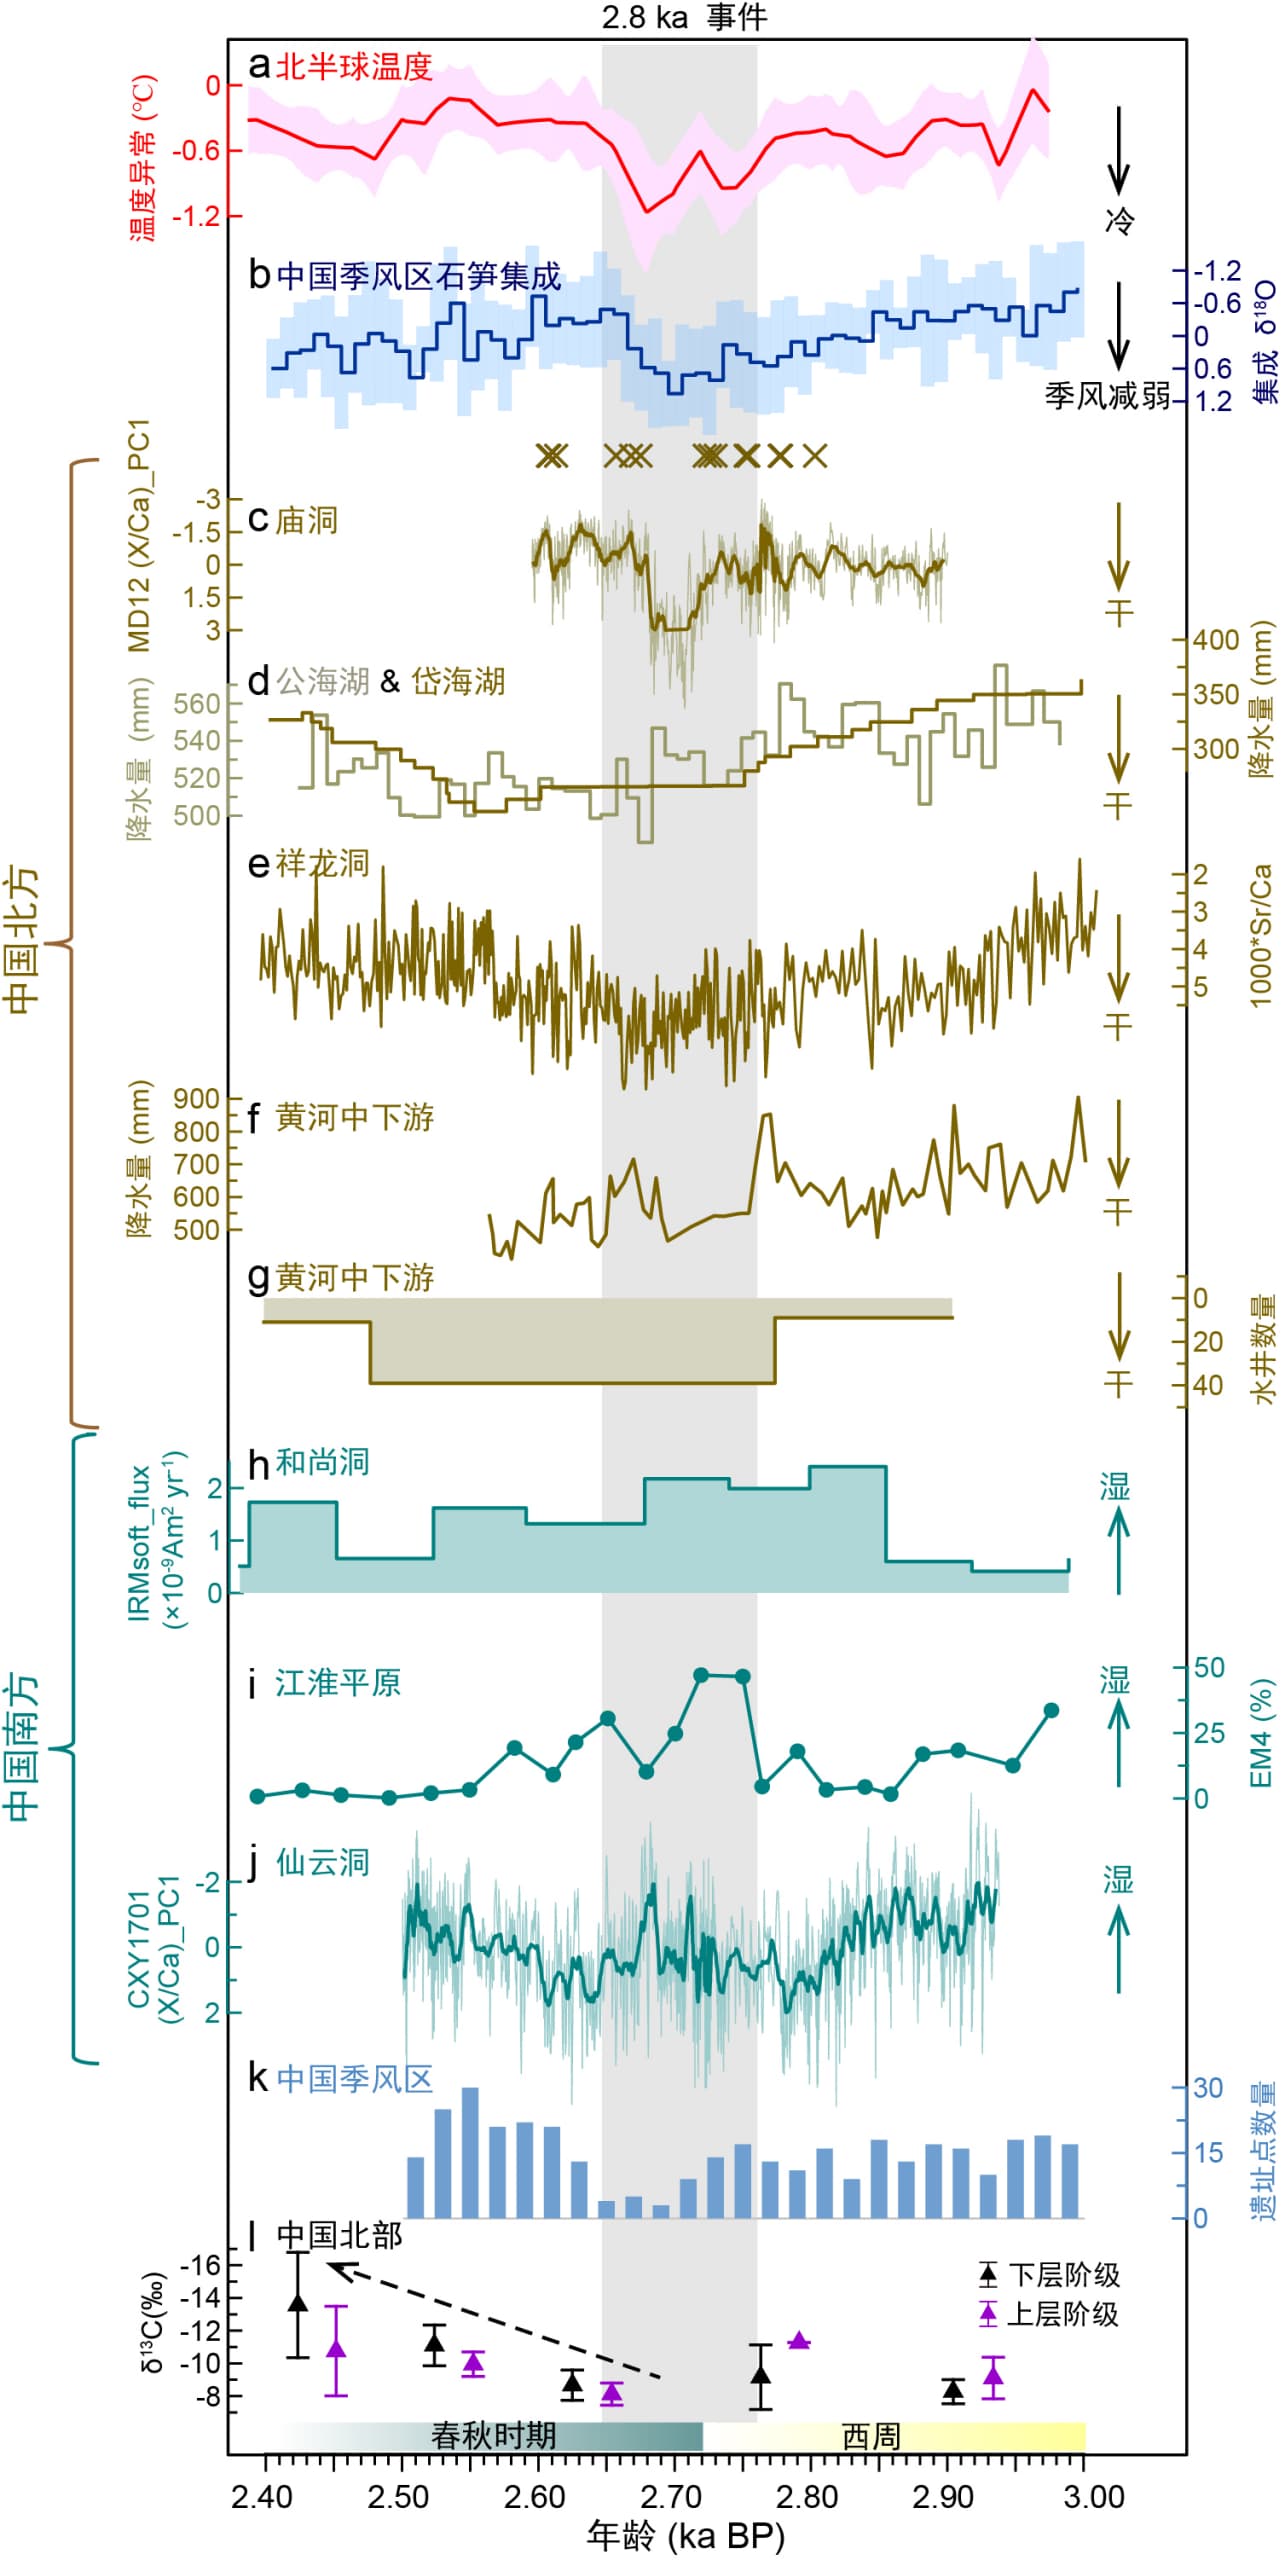 2.8 ka 事件
a 北半球温度
温度异常 (℃)
0
-0.6
-1.2
冷
b 中国季风区石笋集成
-1.2
-0.6
0
0.6
1.2
集成 δ¹⁸O
季风减弱
中国北方
MD12 (X/Ca)_PC1
-3
-1.5
0
1.5
3
c 庙洞
干
d 公海湖 & 岱海湖
降水量 (mm)
560
540
520
500
400
350
300
降水量 (mm)
干
e 祥龙洞
2
3
4
5
1000*Sr/Ca
干
f 黄河中下游
降水量 (mm)
900
800
700
600
500
干
g 黄河中下游
0
20
40
水井数量
干
中国南方
h 和尚洞
IRMsoft_flux
(×10⁻⁹Am² yr⁻¹)
2
1
0
湿
i 江淮平原
50
25
0
EM4 (%)
湿
j 仙云洞
CXY1701
(X/Ca)_PC1
-2
0
2
湿
k 中国季风区
30
15
0
遗址点数量
l 中国北部
δ¹³C(‰)
-16
-14
-12
-10
-8
下层阶级
上层阶级
春秋时期
西周
2.40 2.50 2.60 2.70 2.80 2.90 3.00
年龄 (ka BP)